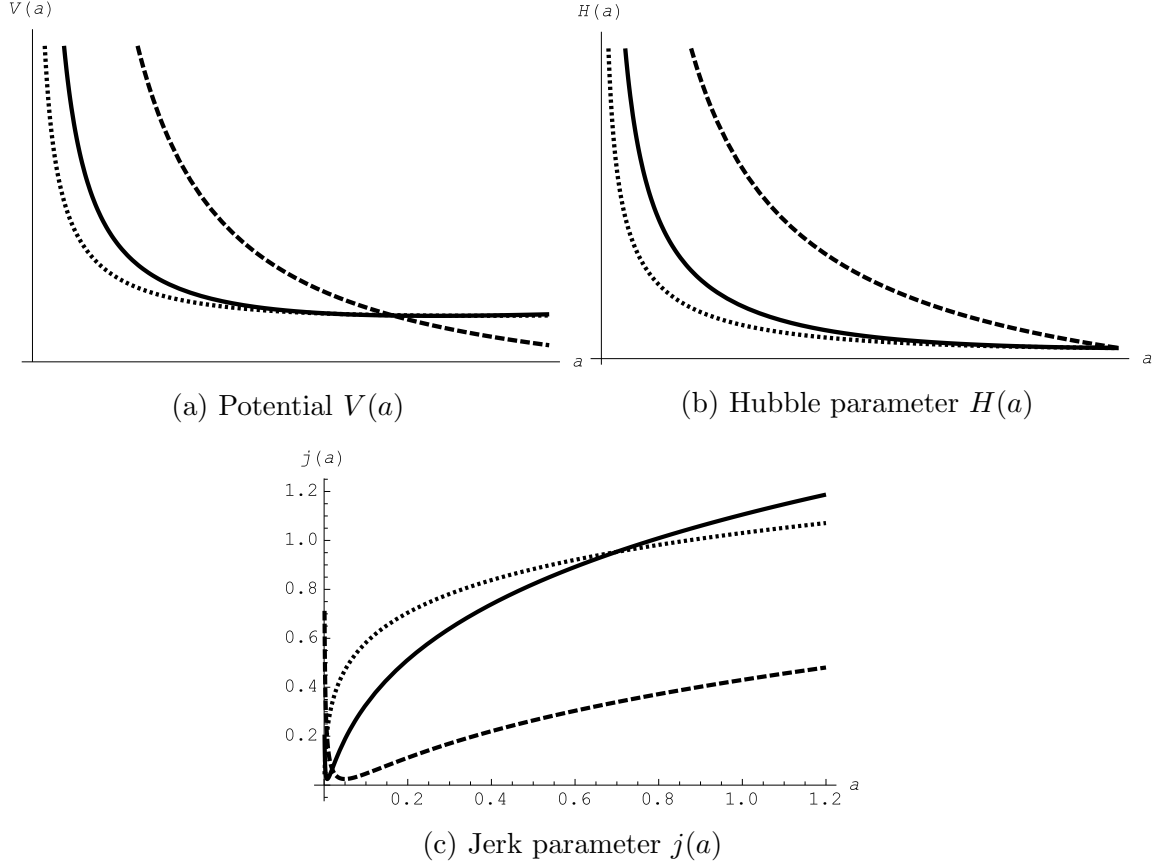 V(a)
H(a)
a
a
(a) Potential V(a)
(b) Hubble parameter H(a)
j(a)
1.2
1.0
0.8
0.6
0.4
0.2
a
0.2 0.4 0.6 0.8 1.0 1.2
(c) Jerk parameter j(a)